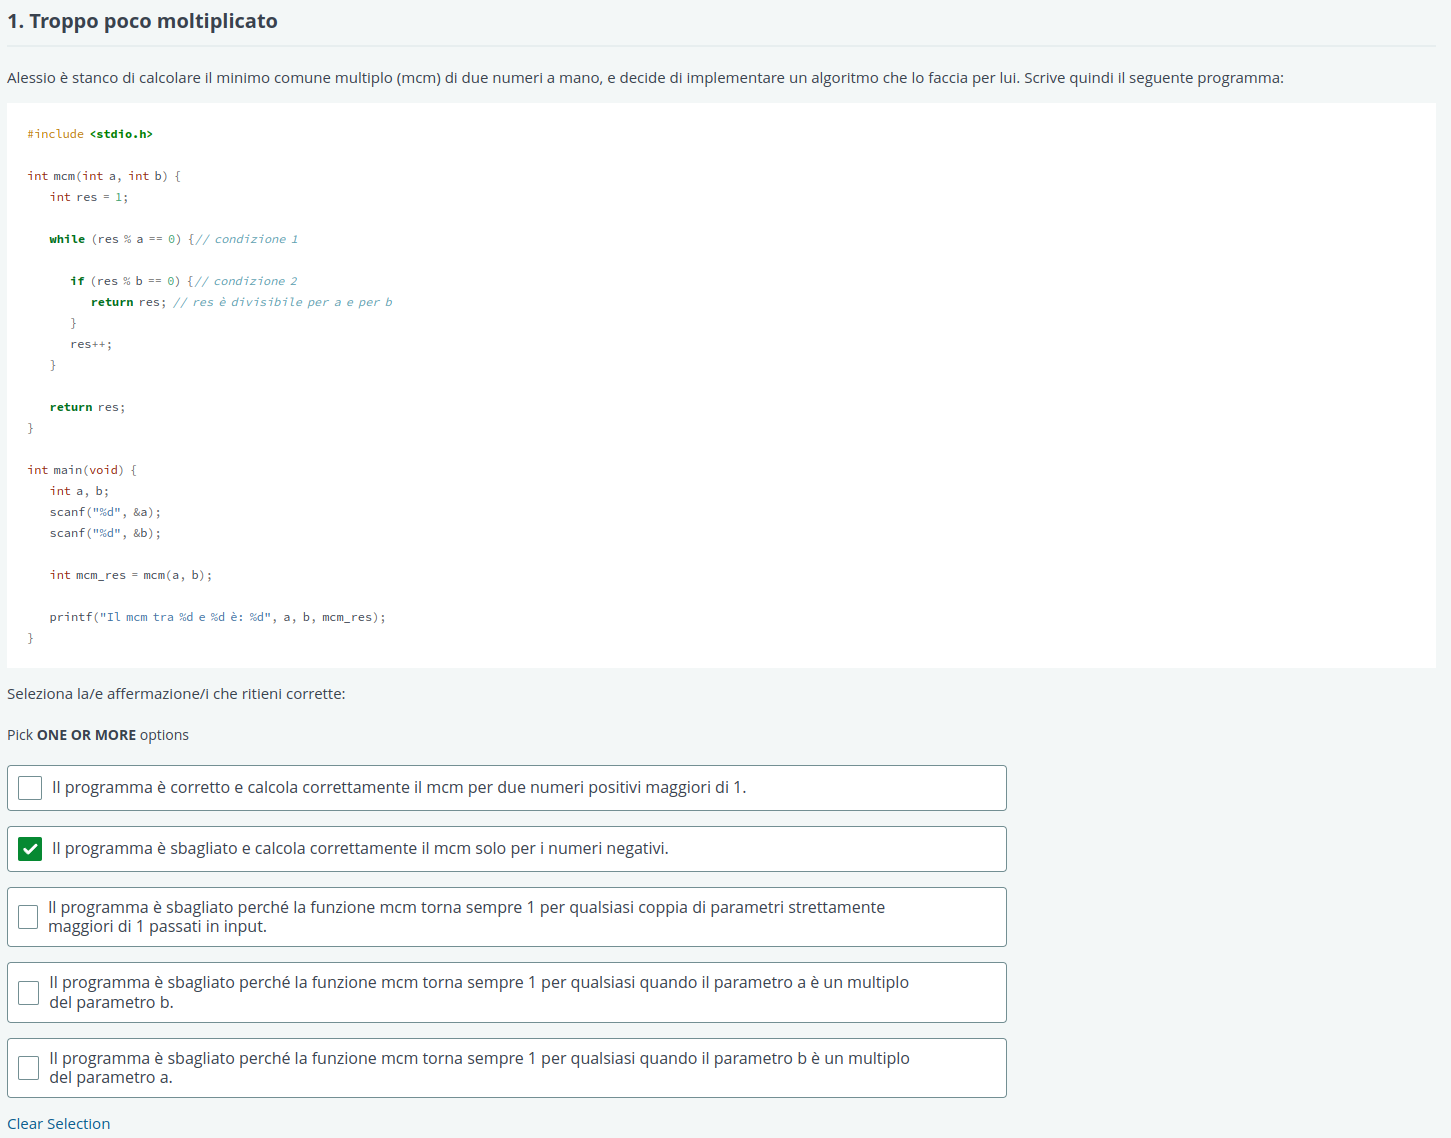 1. Troppo poco moltiplicato
Alessio è stanco di calcolare il minimo comune multiplo (mcm) di due numeri a mano, e decide di implementare un algoritmo che lo faccia per lui. Scrive quindi il seguente programma:
#include <stdio.h>
int mcm(int a, int b) {
int res = 1;
while (res % a == 0) {// condizione 1
if (res % b == 0) {// condizione 2
return res; // res è divisibile per a e per b
}
res++;
}
return res;
}
int main(void) {
int a, b;
scanf("%d", &a);
scanf("%d", &b);
int mcm_res = mcm(a, b);
printf("Il mcm tra %d e %d è: %d", a, b, mcm_res);
}
Seleziona la/e affermazione/i che ritieni corrette:
Pick ONE OR MORE options
Il programma è corretto e calcola correttamente il mcm per due numeri positivi maggiori di 1.
Il programma è sbagliato e calcola correttamente il mcm solo per i numeri negativi.
Il programma è sbagliato perché la funzione mcm torna sempre 1 per qualsiasi coppia di parametri strettamente
maggiori di 1 passati in input.
Il programma è sbagliato perché la funzione mcm torna sempre 1 per qualsiasi quando il parametro a è un multiplo
del parametro b.
Il programma è sbagliato perché la funzione mcm torna sempre 1 per qualsiasi quando il parametro b è un multiplo
del parametro a.
Clear Selection